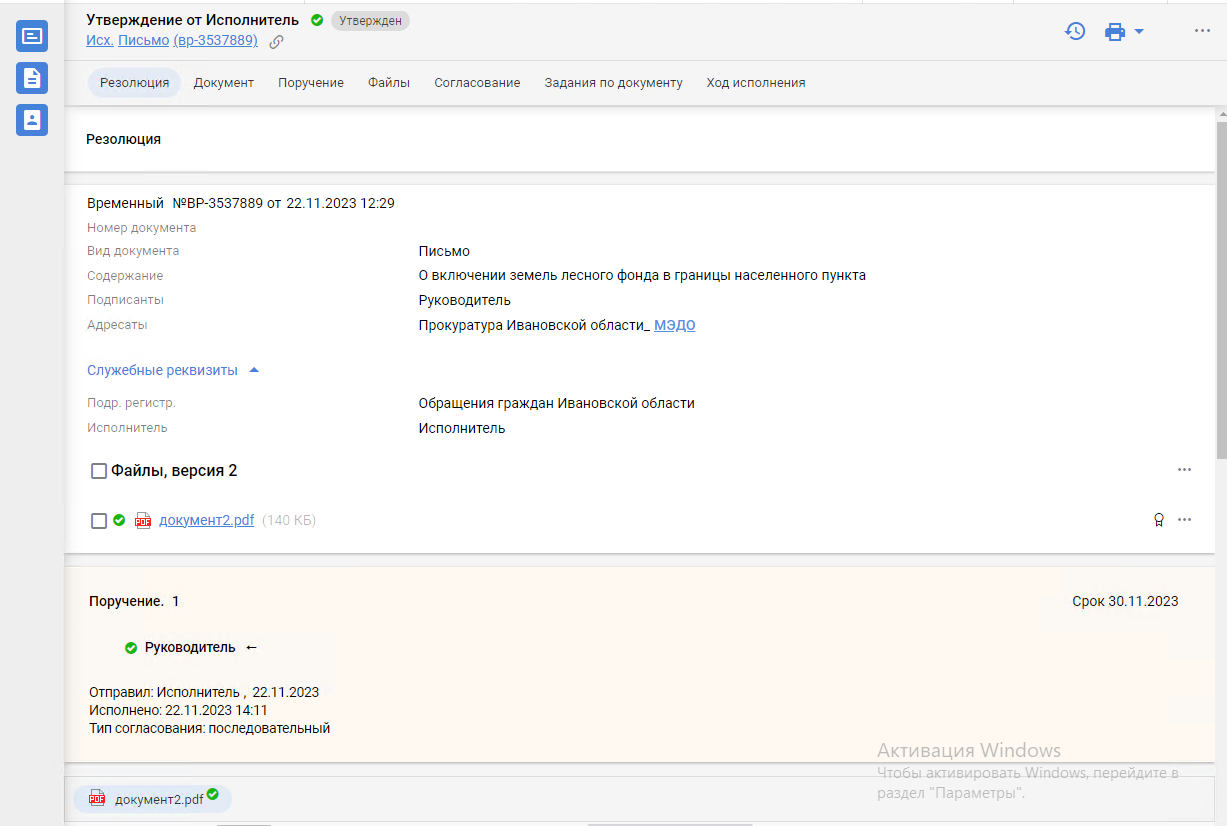 Утверждение от Исполнитель Утвержден
Исх. Письмо (вр-3537889)
Резолюция Документ Поручение Файлы Согласование Задания по документу Ход исполнения
Резолюция
Временный №ВР-3537889 от 22.11.2023 12:29
Номер документа
Вид документа Письмо
Содержание О включении земель лесного фонда в границы населенного пункта
Подписанты Руководитель
Адресаты Прокуратура Ивановской области_ МЭДО
Служебные реквизиты
Подр. регистр. Обращения граждан Ивановской области
Исполнитель Исполнитель
Файлы, версия 2
PDF документ2.pdf (140 КБ)
Поручение. 1 Срок 30.11.2023
Руководитель ←
Отправил: Исполнитель , 22.11.2023
Исполнено: 22.11.2023 14:11
Тип согласования: последовательный
Активация Windows
Чтобы активировать Windows, перейдите в
раздел "Параметры".
PDF документ2.pdf